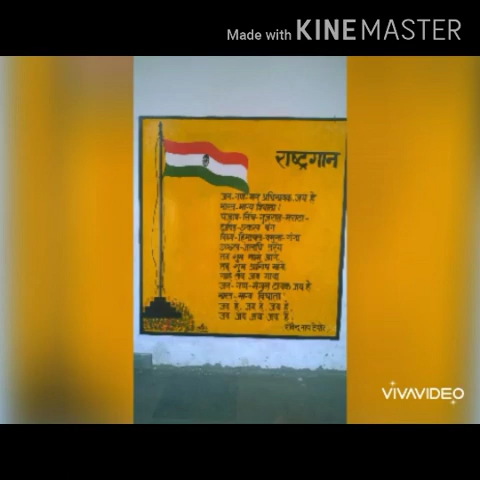 Made with KINEMASTER
राष्ट्रगान
जन-गण-मन अधिनायक-जय हे
भारत-भाग्य विधाता!
पंजाब-सिंध-गुजरात-मराठा-
द्राविड़-उत्कल बंग
विंध्य-हिमाचल-यमुना-गंगा
उच्छल-जलधि तरंग
तव शुभ नामे जागे
तव शुभ आशिष मांगे
गाहे तव जय गाथा
जन-गण-मंगल दायक जय हे
भारत-भाग्य विधाता!
जय हे, जय हे, जय हे,
जय जय जय जय हे।
VIVAVIDEO